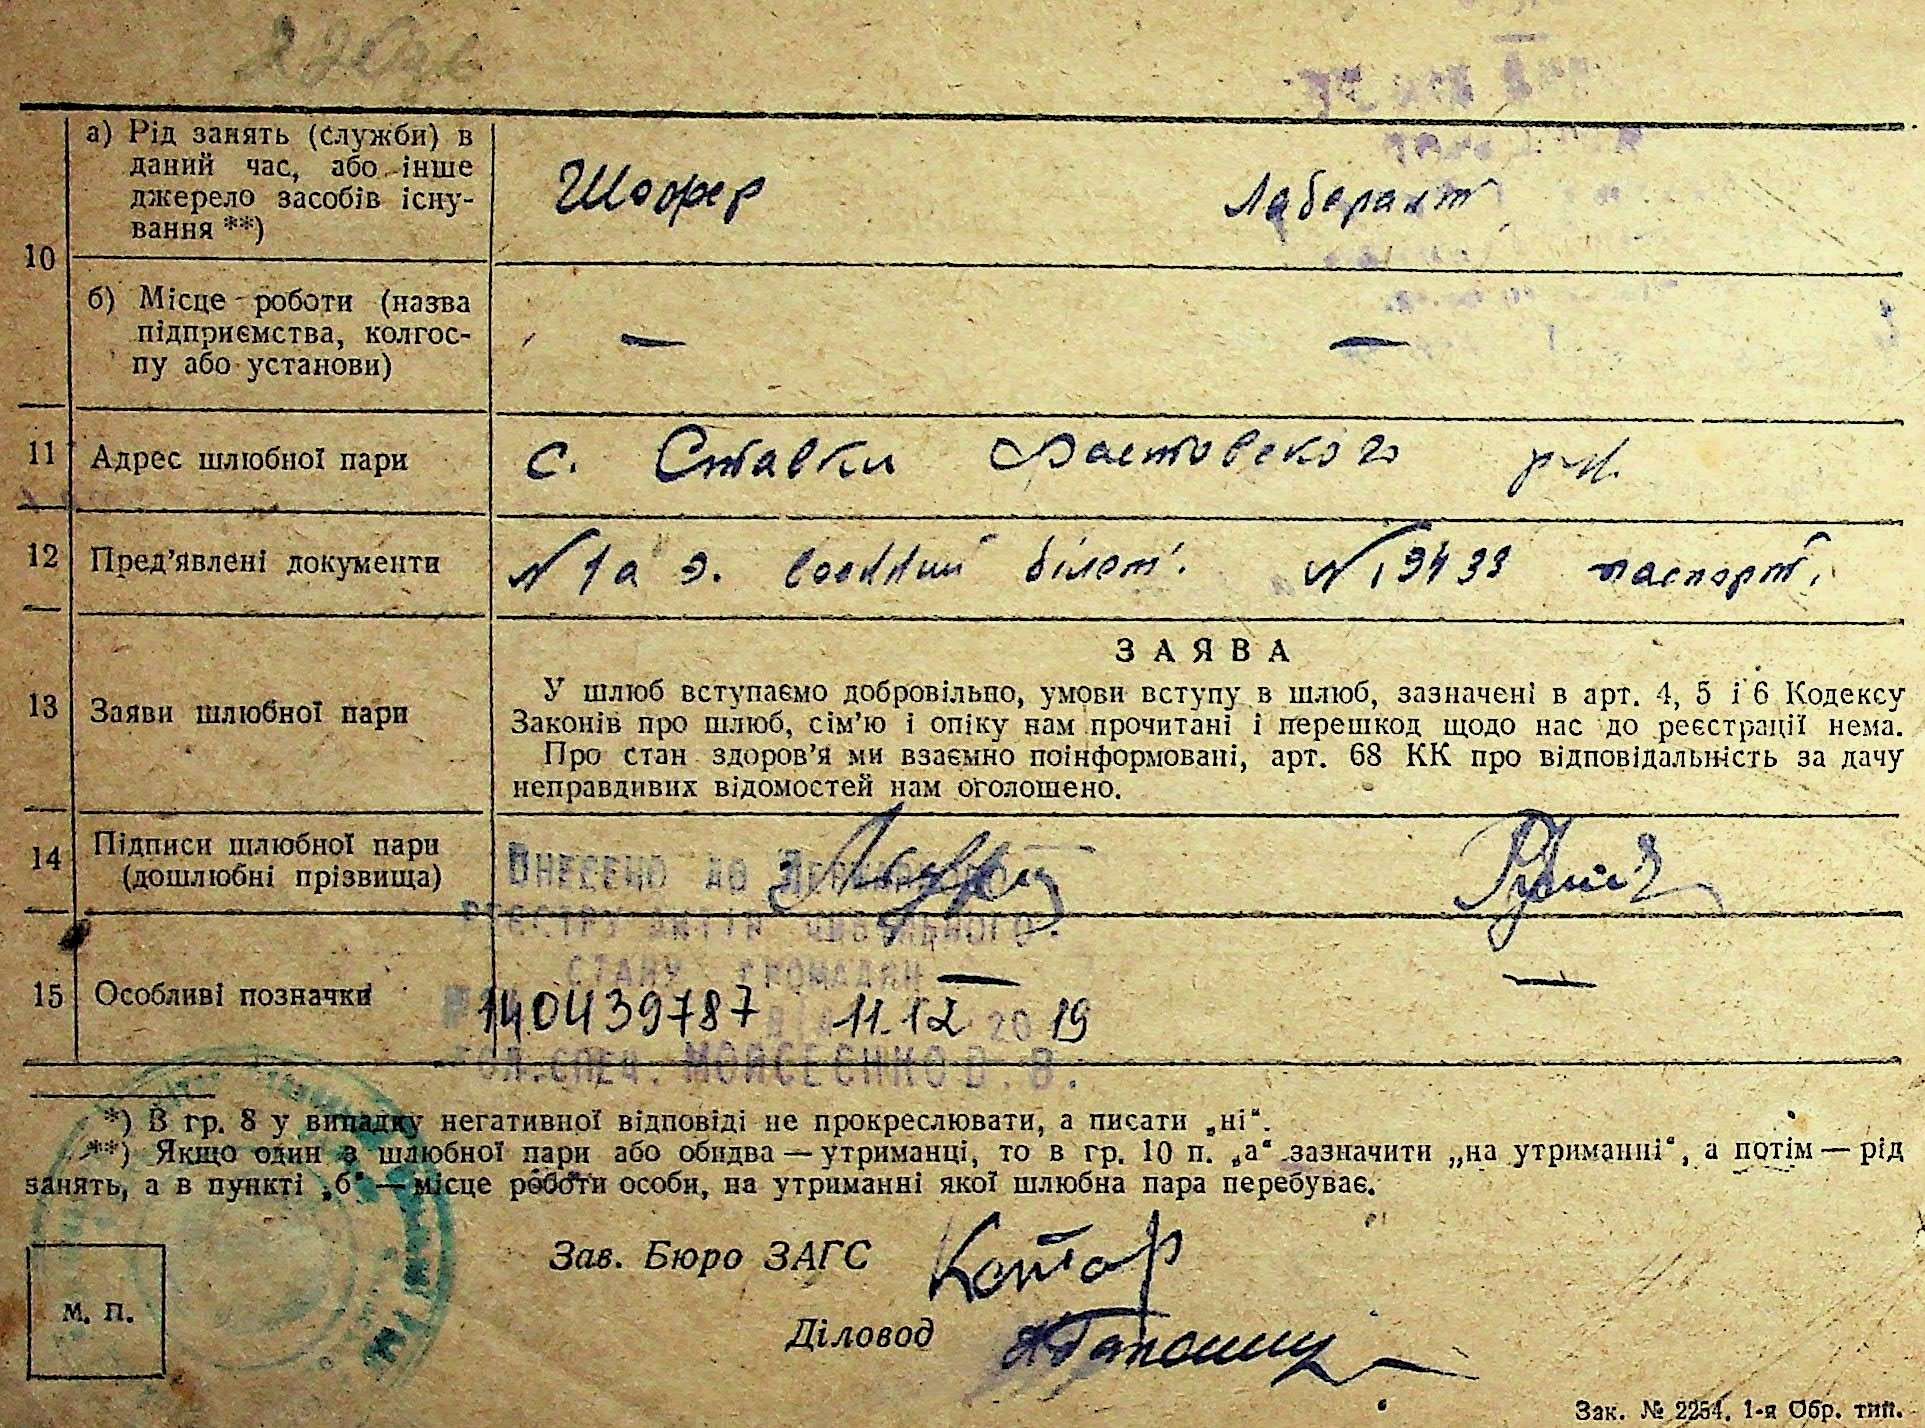 а) Рід занять (служби) в
даний час, або інше
джерело засобів існу-
вання **)
Шофер Лаборант
10
б) Місце роботи (назва
підприємства, колгос-
пу або установи)
— —
11 Адрес шлюбної пари с. Ставки Фастовского р-н.
12 Пред'явлені документи военний білет. паспорт.
13 Заяви шлюбної пари
ЗАЯВА
У шлюб вступаємо добровільно, умови вступу в шлюб, зазначені в арт. 4, 5 і 6 Кодексу
Законів про шлюб, сім'ю і опіку нам прочитані і перешкод щодо нас до реєстрації нема.
Про стан здоров'я ми взаємно поінформовані, арт. 68 КК про відповідальність за дачу
неправдивих відомостей нам оголошено.
14 Підписи шлюбної пари
(дошлюбні прізвища)
Внесено до Державного
реєстру актів цивільного
стану громадян
15 Особливі позначки — —
140439787 11.12 2019
гол.спец. Мойсеєнко В. В.
*) В гр. 8 у випадку негативної відповіді не прокреслювати, а писати „ні“.
**) Якщо один з шлюбної пари або обидва — утриманці, то в гр. 10 п. „а“ зазначити „на утриманні“, а потім — рід
занять, а в пункті „б“ — місце роботи особи, на утриманні якої шлюбна пара перебуває.
Зав. Бюро ЗАГС
Діловод
М. П.
Зак. № 2254. 1-я Обр. тип.